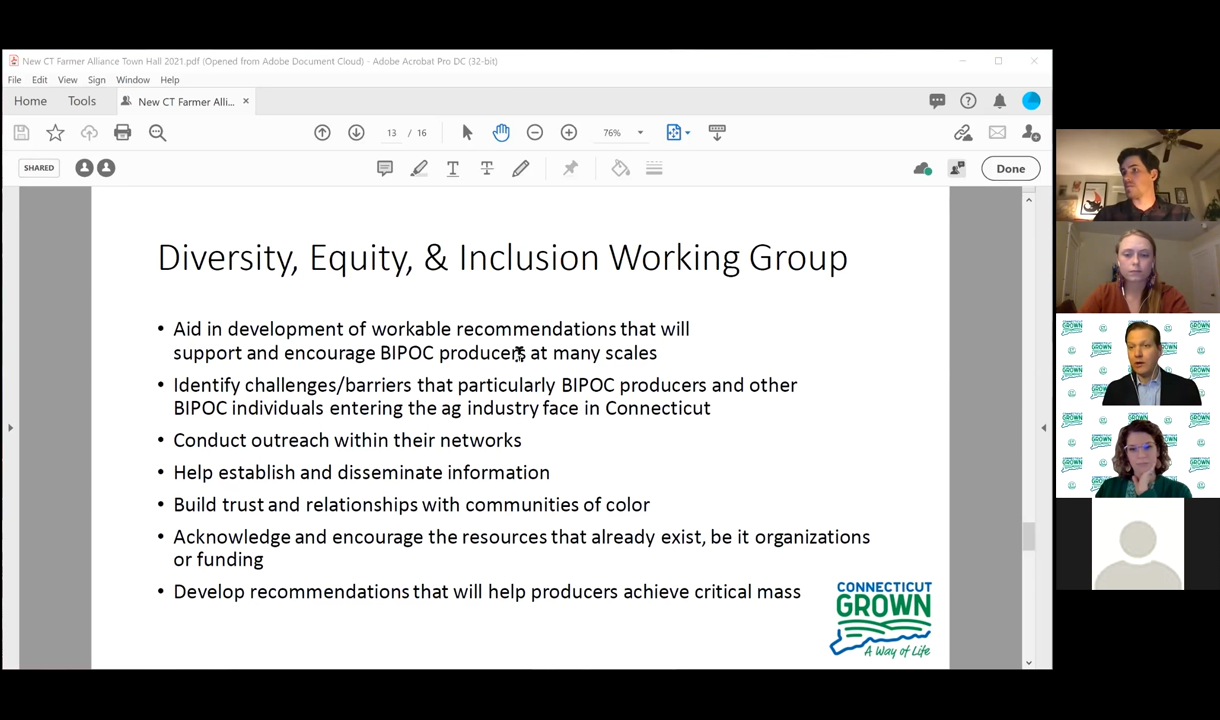 New CT Farmer Alliance Town Hall 2021.pdf (Opened from Adobe Document Cloud) - Adobe Acrobat Pro DC (32-bit)
File Edit View Sign Window Help
Home Tools New CT Farmer Alli... ×
13 / 16 76%
SHARED Done
Diversity, Equity, & Inclusion Working Group
• Aid in development of workable recommendations that will
support and encourage BIPOC producers at many scales
• Identify challenges/barriers that particularly BIPOC producers and other
BIPOC individuals entering the ag industry face in Connecticut
• Conduct outreach within their networks
• Help establish and disseminate information
• Build trust and relationships with communities of color
• Acknowledge and encourage the resources that already exist, be it organizations
or funding
• Develop recommendations that will help producers achieve critical mass
CONNECTICUT
GROWN
A Way of Life